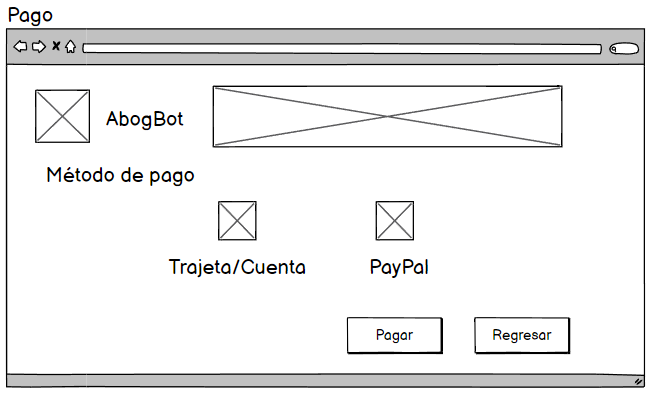 Pago
AbogBot
Método de pago
Trajeta/Cuenta
PayPal
Pagar
Regresar